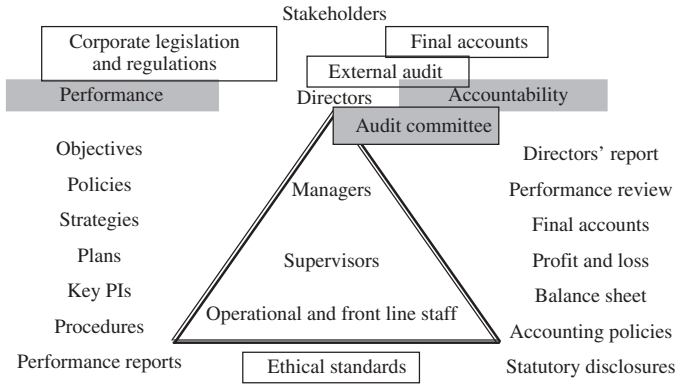 Stakeholders
Corporate legislation
and regulations
Final accounts
External audit
Performance
Directors
Accountability
Audit committee
Objectives
Policies
Strategies
Plans
Key PIs
Procedures
Performance reports
Managers
Supervisors
Operational and front line staff
Ethical standards
Directors' report
Performance review
Final accounts
Profit and loss
Balance sheet
Accounting policies
Statutory disclosures